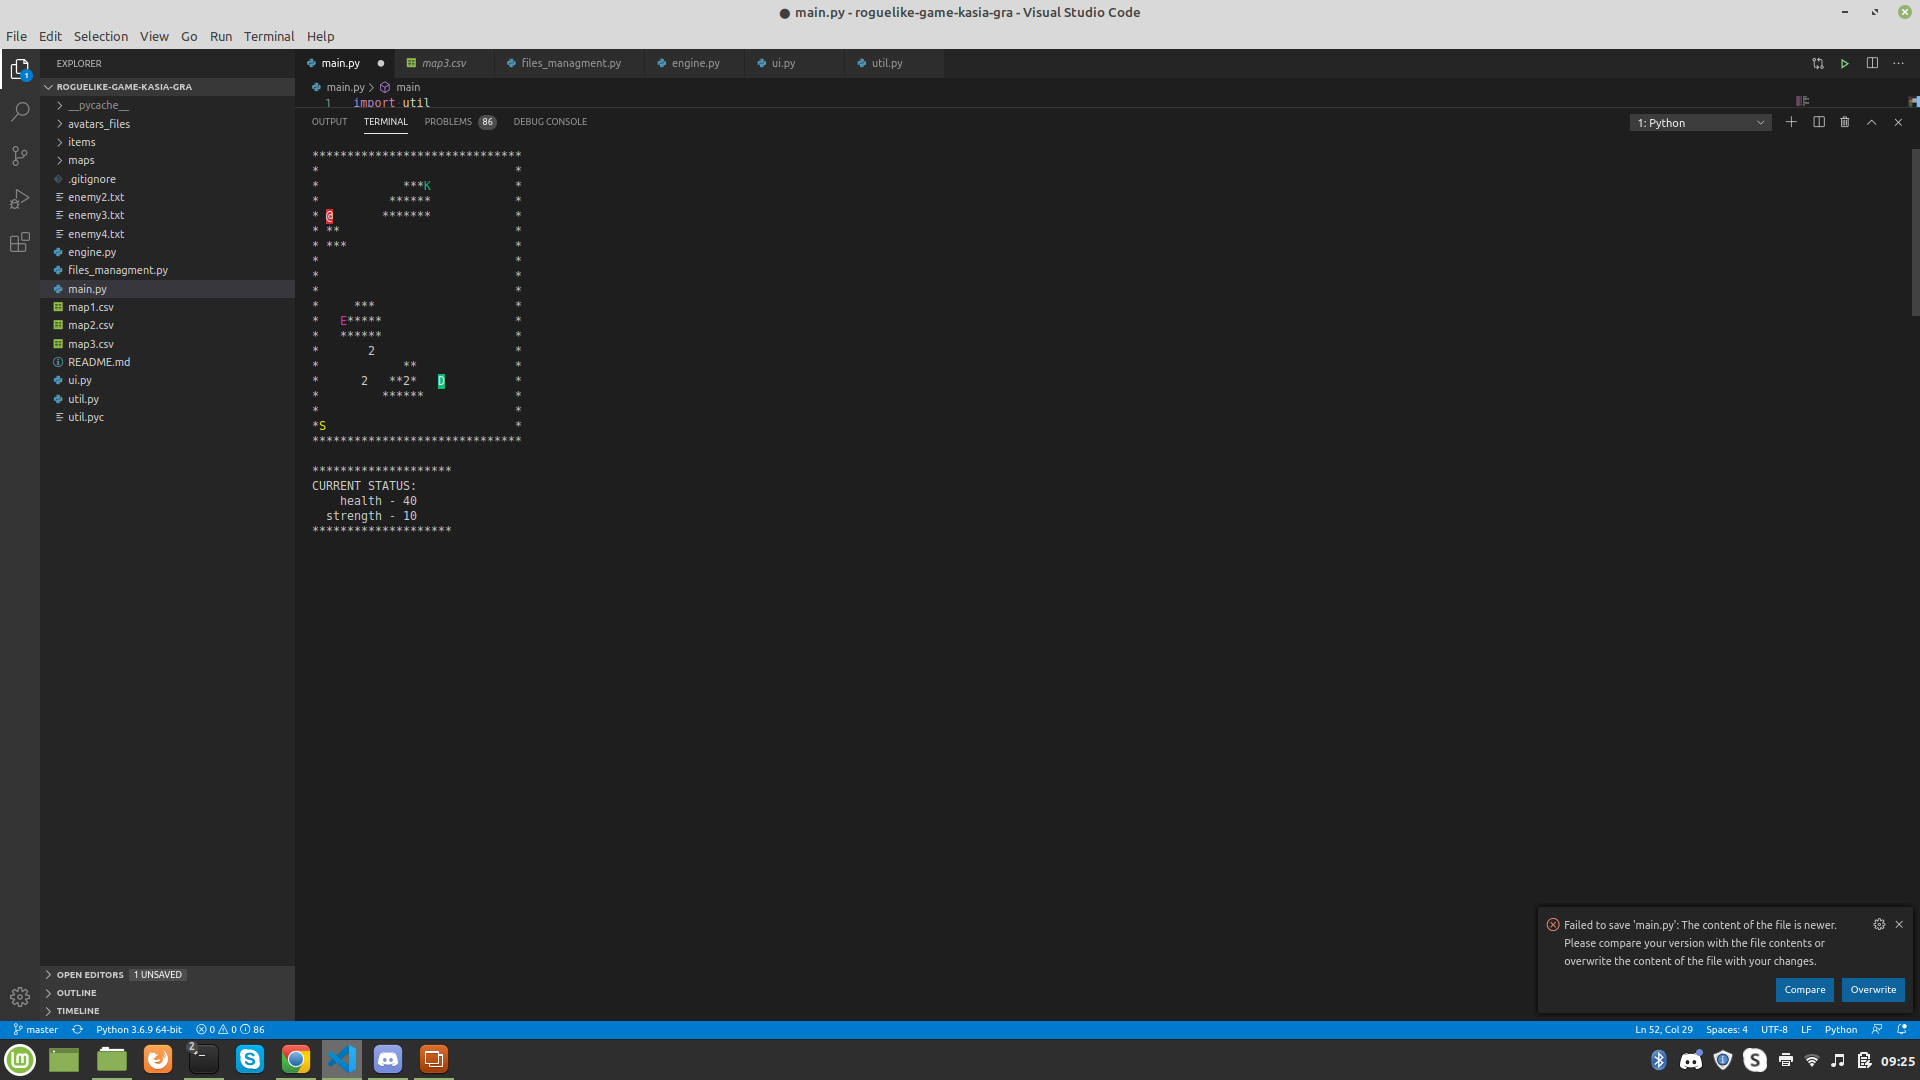 ● main.py - roguelike-game-kasia-gra - Visual Studio Code
File Edit Selection View Go Run Terminal Help
EXPLORER
ROGUELIKE-GAME-KASIA-GRA
__pycache__
avatars_files
items
maps
.gitignore
enemy2.txt
enemy3.txt
enemy4.txt
engine.py
files_managment.py
main.py
map1.csv
map2.csv
map3.csv
README.md
ui.py
util.py
util.pyc
OPEN EDITORS 1 UNSAVED
OUTLINE
TIMELINE
main.py ● map3.csv files_managment.py engine.py ui.py util.py
main.py > main
1 import util
OUTPUT TERMINAL PROBLEMS 86 DEBUG CONSOLE 1: Python
******************************
*                            *
*            ***K            *
*          ******            *
* @       *******            *
* **                         *
* ***                        *
*                            *
*                            *
*                            *
*     ***                    *
*   E*****                   *
*   ******                   *
*       2                    *
*            **              *
*      2   **2*   D          *
*         ******             *
*                            *
*S                           *
******************************
********************
CURRENT STATUS:
    health - 40
  strength - 10
********************
Failed to save 'main.py': The content of the file is newer.
Please compare your version with the file contents or
overwrite the content of the file with your changes.
Compare Overwrite
master Python 3.6.9 64-bit 0 0 86 Ln 52, Col 29 Spaces: 4 UTF-8 LF Python
2 09:25